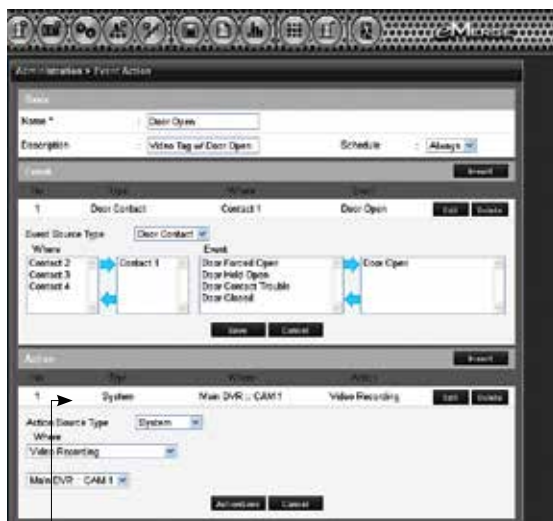 eMerge
Administration > Event Action
Basic
Name * : Door Open
Description : Video Tag w/ Door Open Schedule : Always
Event Insert
No Type Where Event
1 Door Contact Contact 1 Door Open Edit Delete
Event Source Type Door Contact
Where Event
Contact 2 Contact 1 Door Forced Open Door Open
Contact 3 Door Held Open
Contact 4 Door Contact Trouble
Door Closed
Save Cancel
Action Insert
No Type Where Action
1 System Main DVR :: CAM 1 Video Recording Edit Delete
Action Source Type System
Where
Video Recording
Main DVR :: CAM 1
Cancel